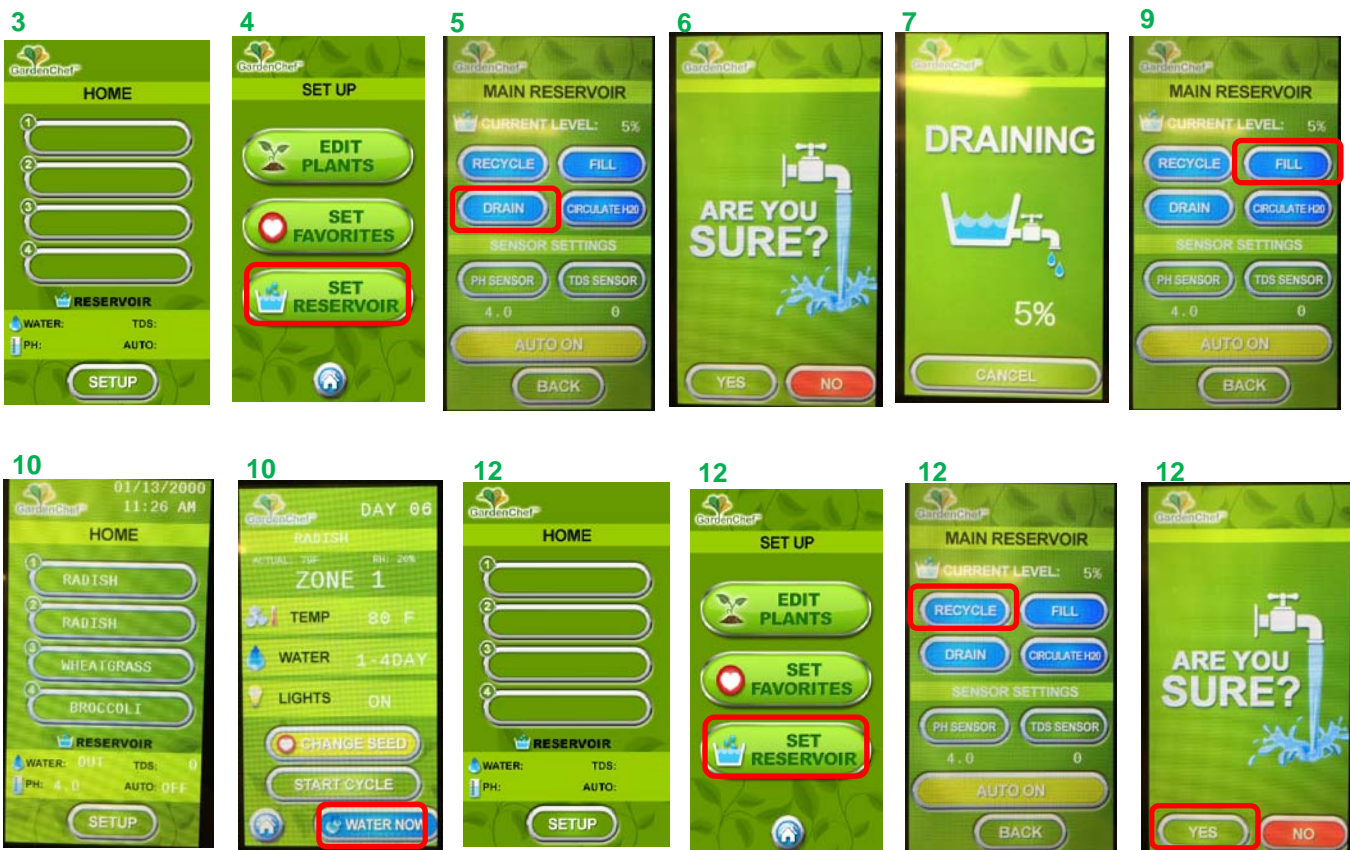 3
GardenChef
HOME
1
2
3
4
RESERVOIR
WATER: TDS:
PH: AUTO:
SETUP
4
GardenChef
SET UP
EDIT
PLANTS
SET
FAVORITES
SET
RESERVOIR
5
GardenChef
MAIN RESERVOIR
CURRENT LEVEL: 5%
RECYCLE FILL
DRAIN CIRCULATE H20
SENSOR SETTINGS
PH SENSOR TDS SENSOR
4.0 0
AUTO ON
BACK
6
GardenChef
ARE YOU
SURE?
YES NO
7
GardenChef
DRAINING
5%
CANCEL
9
GardenChef
MAIN RESERVOIR
CURRENT LEVEL: 5%
RECYCLE FILL
DRAIN CIRCULATE H20
SENSOR SETTINGS
PH SENSOR TDS SENSOR
4.0 0
AUTO ON
BACK
10
01/13/2000
GardenChef 11:26 AM
HOME
1 RADISH
2 RADISH
3 WHEATGRASS
4 BROCCOLI
RESERVOIR
WATER: OUT TDS: 0
PH: 4.0 AUTO: OFF
SETUP
10
GardenChef DAY 06
RADISH
ACTUAL: RH: 20%
ZONE 1
TEMP 80 F
WATER 1-4DAY
LIGHTS ON
CHANGE SEED
START CYCLE
WATER NOW
12
GardenChef
HOME
1
2
3
4
RESERVOIR
WATER: TDS:
PH: AUTO:
SETUP
12
GardenChef
SET UP
EDIT
PLANTS
SET
FAVORITES
SET
RESERVOIR
12
GardenChef
MAIN RESERVOIR
CURRENT LEVEL: 5%
RECYCLE FILL
DRAIN CIRCULATE H20
SENSOR SETTINGS
PH SENSOR TDS SENSOR
4.0 0
AUTO ON
BACK
12
GardenChef
ARE YOU
SURE?
YES NO